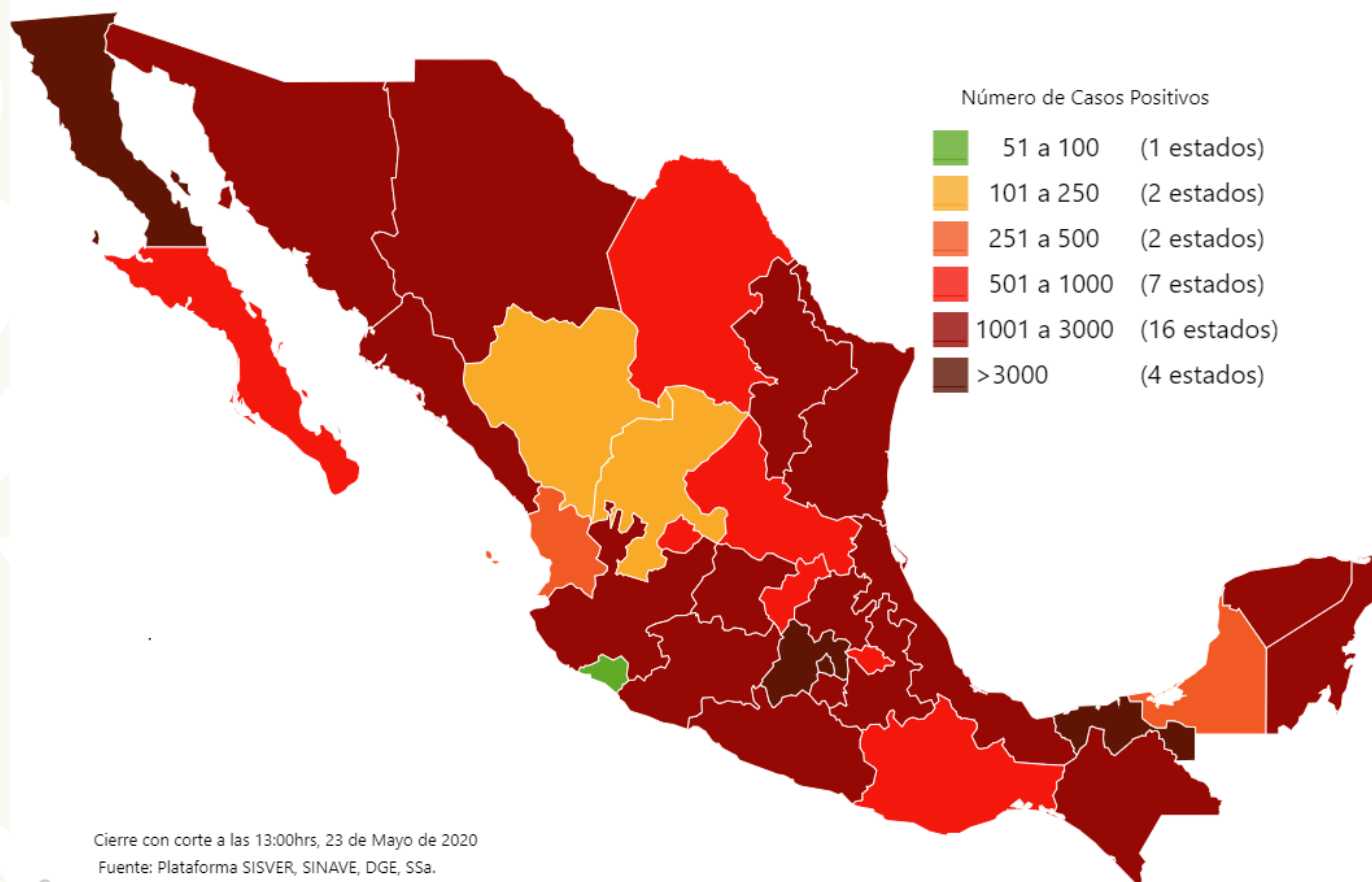 Número de Casos Positivos
51 a 100 (1 estados)
101 a 250 (2 estados)
251 a 500 (2 estados)
501 a 1000 (7 estados)
1001 a 3000 (16 estados)
>3000 (4 estados)
Cierre con corte a las 13:00hrs, 23 de Mayo de 2020
Fuente: Plataforma SISVER, SINAVE, DGE, SSa.